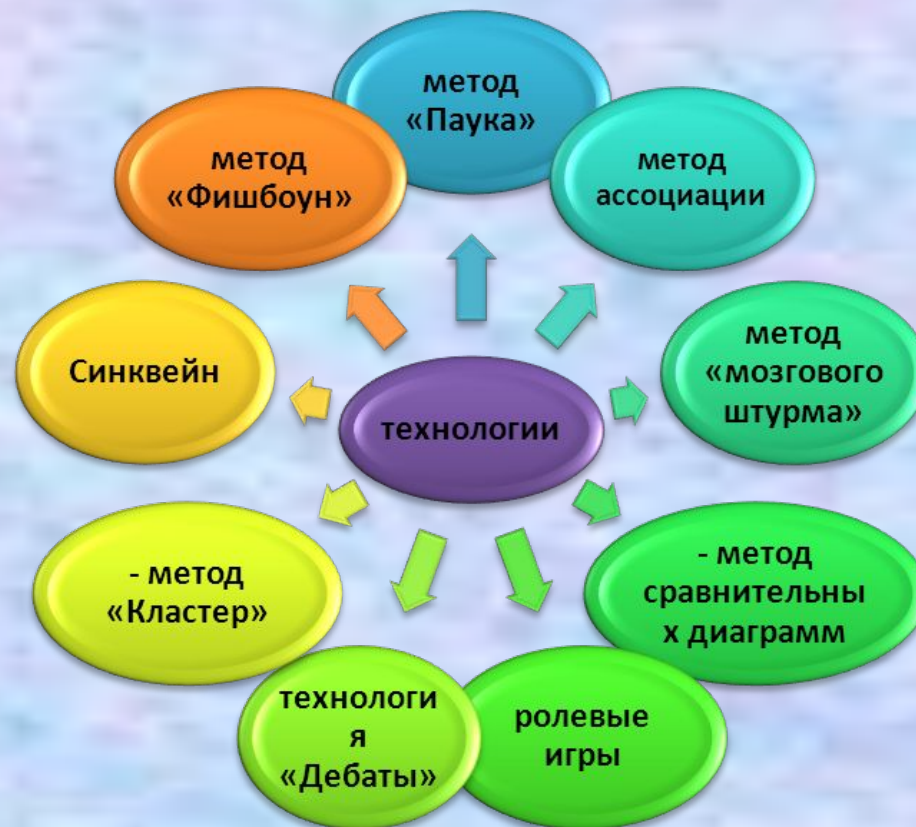 метод
«Паука»
метод
ассоциации
метод
«мозгового
штурма»
- метод
сравнительны
х диаграмм
ролевые
игры
технологи
я
«Дебаты»
- метод
«Кластер»
Синквейн
метод
«Фишбоун»
технологии